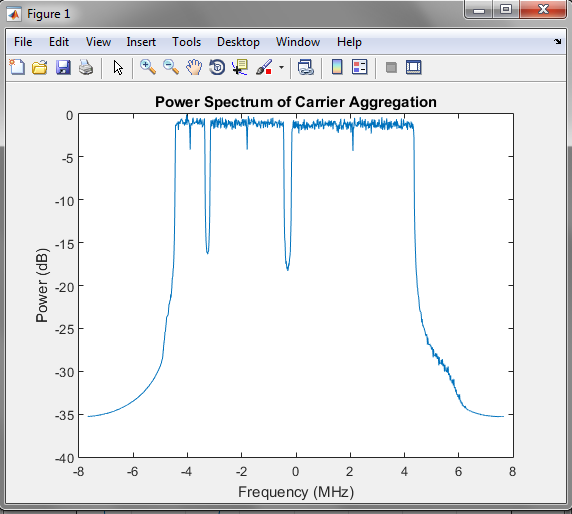 Figure 1
File Edit View Insert Tools Desktop Window Help
Power Spectrum of Carrier Aggregation
0
-5
-10
-15
-20
-25
-30
-35
-40
Power (dB)
-8 -6 -4 -2 0 2 4 6 8
Frequency (MHz)